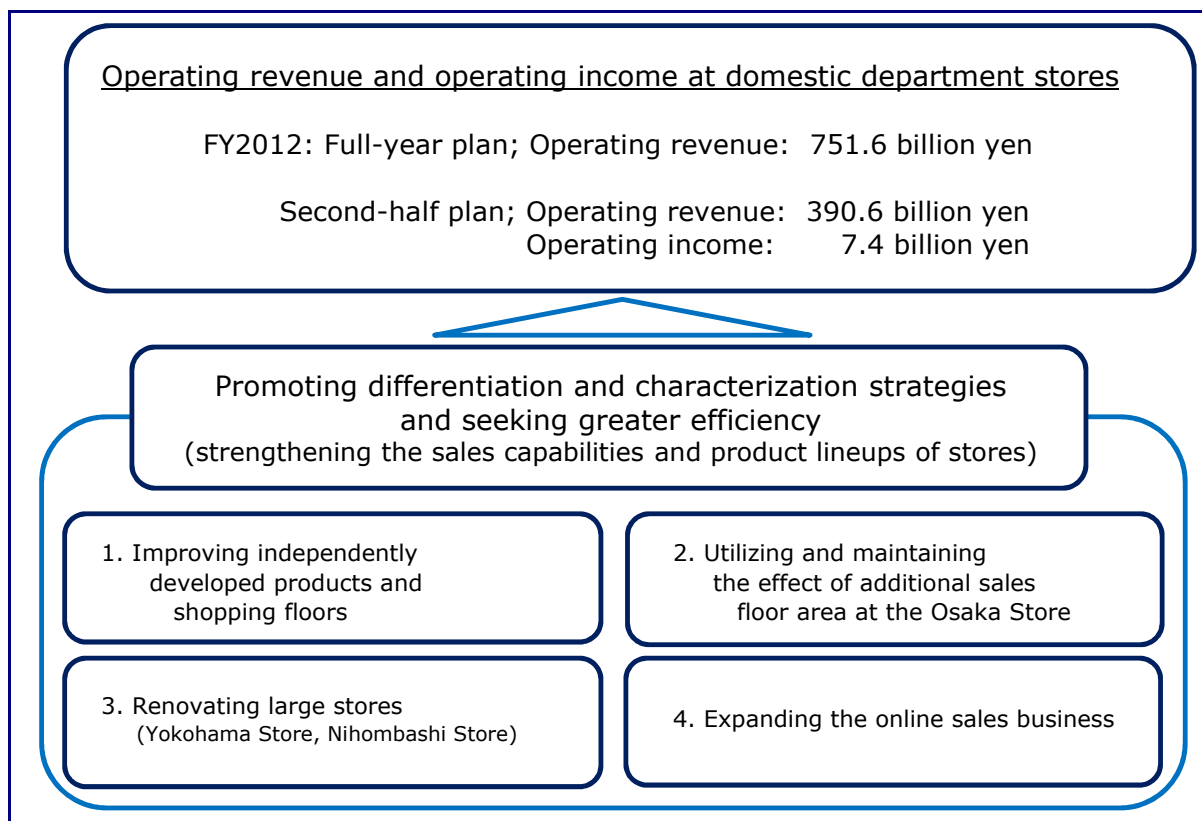 Operating revenue and operating income at domestic department stores
FY2012: Full-year plan; Operating revenue: 751.6 billion yen
Second-half plan; Operating revenue: 390.6 billion yen
Operating income: 7.4 billion yen
Promoting differentiation and characterization strategies
and seeking greater efficiency
(strengthening the sales capabilities and product lineups of stores)
1. Improving independently
developed products and
shopping floors
2. Utilizing and maintaining
the effect of additional sales
floor area at the Osaka Store
3. Renovating large stores
(Yokohama Store, Nihombashi Store)
4. Expanding the online sales business